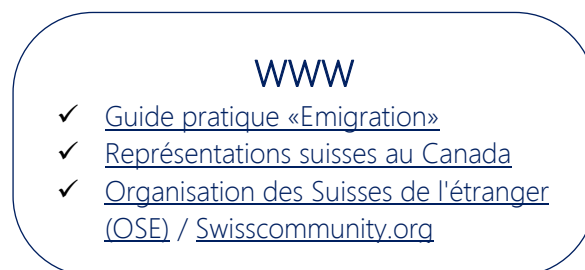 WWW
✓ Guide pratique «Emigration»
✓ Représentations suisses au Canada
✓ Organisation des Suisses de l'étranger
(OSE) / Swisscommunity.org